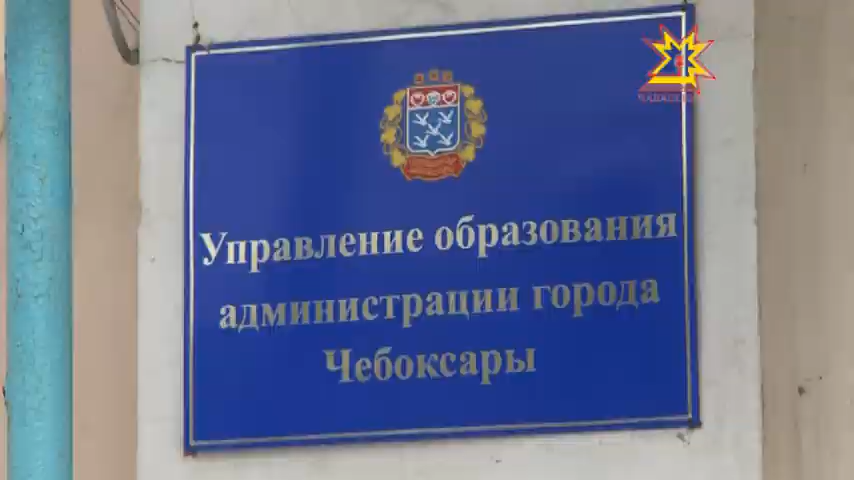 Управление образования
администрации города
Чебоксары